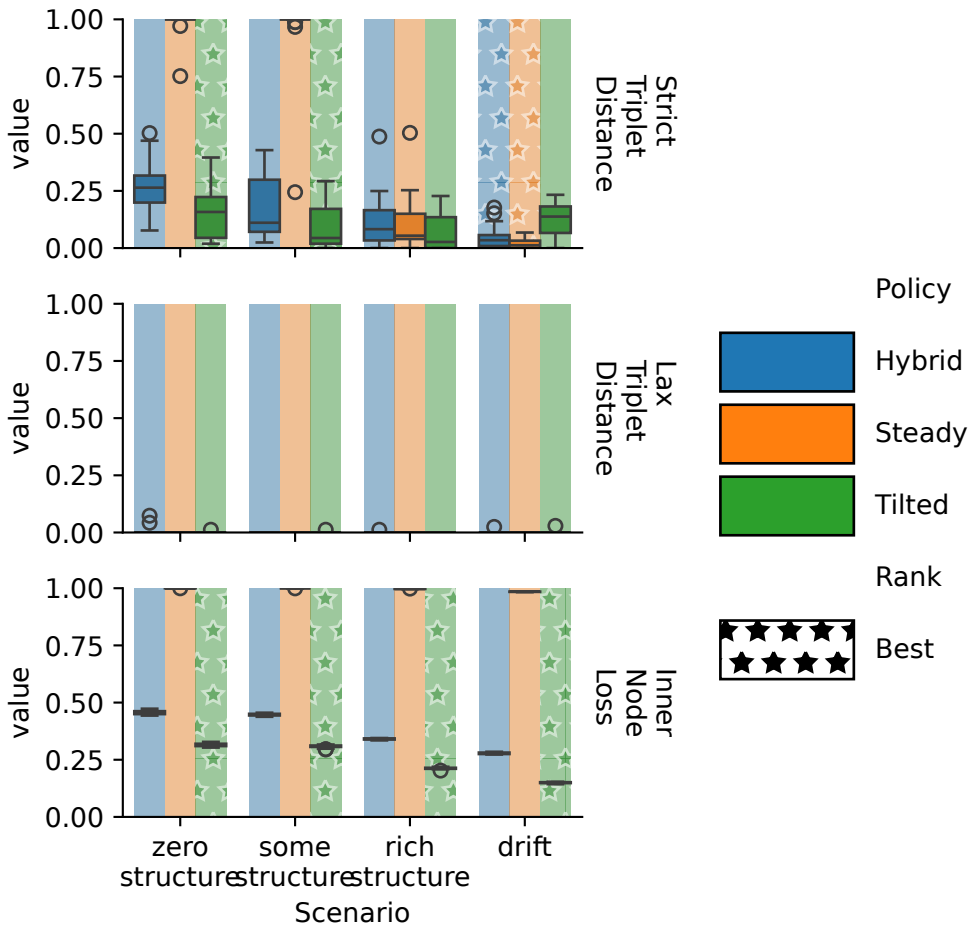 1.00
0.75
0.50
0.25
0.00
value
Strict
Triplet
Distance
1.00
0.75
0.50
0.25
0.00
value
Lax
Triplet
Distance
1.00
0.75
0.50
0.25
0.00
value
Inner
Node
Loss
zero
structure
some
structure
rich
structure
drift
Scenario
Policy
Hybrid
Steady
Tilted
Rank
Best